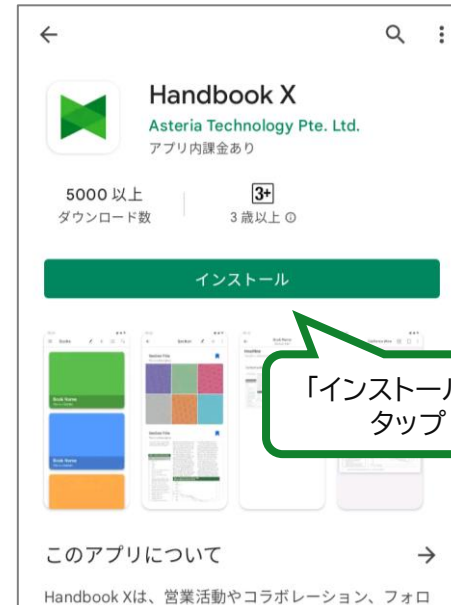 Handbook X
Asteria Technology Pte. Ltd.
アプリ内課金あり
5000 以上
ダウンロード数
3+
3 歳以上
インストール
「インストール
タップ
このアプリについて
Handbook Xは、営業活動やコラボレーション、フォロ